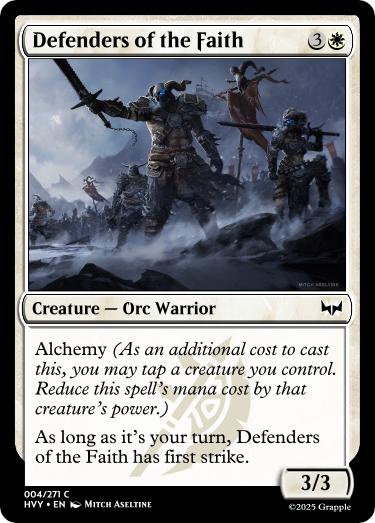 Defenders of the Faith 3
MITCH ASELTINE
Creature — Orc Warrior
Alchemy (As an additional cost to cast
this, you may tap a creature you control.
Reduce this spell's mana cost by that
creature's power.)
As long as it's your turn, Defenders
of the Faith has first strike.
3/3
004/271 C
HVY • EN Mitch Aseltine
©2025 Grapple